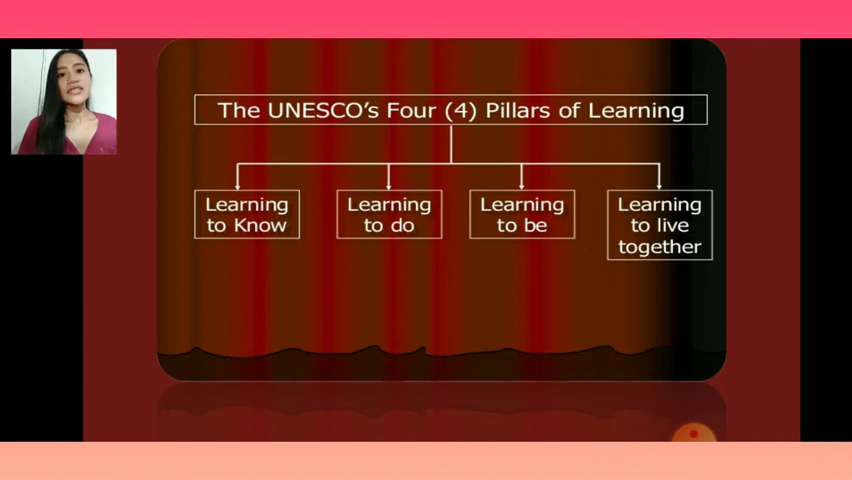 The UNESCO's Four (4) Pillars of Learning
Learning
to Know
Learning
to do
Learning
to be
Learning
to live
together